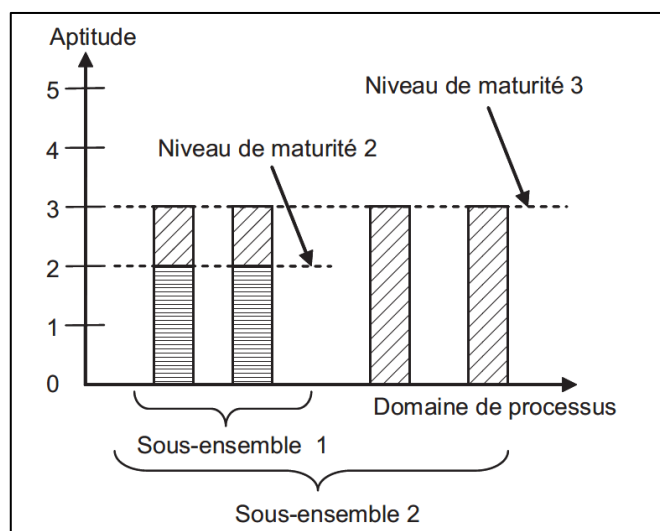 Aptitude
5
Niveau de maturité 3
4
Niveau de maturité 2
3
2
1
0
Domaine de processus
Sous-ensemble 1
Sous-ensemble 2